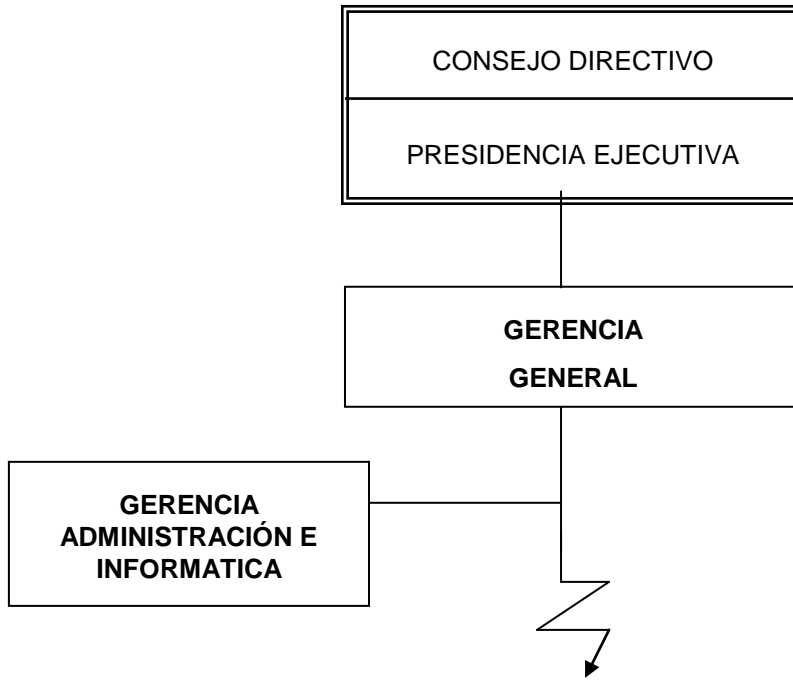 CONSEJO DIRECTIVO
PRESIDENCIA EJECUTIVA
GERENCIA
GENERAL
GERENCIA
ADMINISTRACIÓN E
INFORMATICA